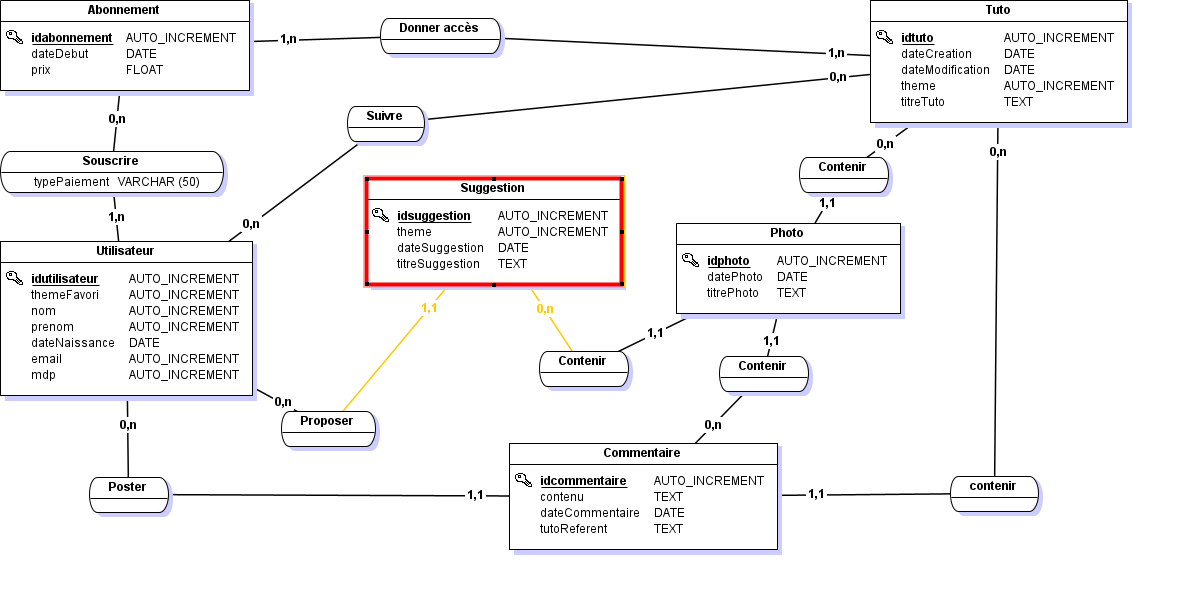 Abonnement
idabonnement AUTO_INCREMENT
dateDebut DATE
prix FLOAT
1,n
Donner accès
1,n
Tuto
idtuto AUTO_INCREMENT
dateCreation DATE
dateModification DATE
theme AUTO_INCREMENT
titreTuto TEXT
0,n
Suivre
0,n
0,n
Souscrire
typePaiement VARCHAR (50)
1,n
Utilisateur
idutilisateur AUTO_INCREMENT
themeFavori AUTO_INCREMENT
nom AUTO_INCREMENT
prenom AUTO_INCREMENT
dateNaissance DATE
email AUTO_INCREMENT
mdp AUTO_INCREMENT
Suggestion
idsuggestion AUTO_INCREMENT
theme AUTO_INCREMENT
dateSuggestion DATE
titreSuggestion TEXT
1,1
0,n
0,n
Contenir
1,1
Photo
idphoto AUTO_INCREMENT
datePhoto DATE
titrePhoto TEXT
1,1
Contenir
1,1
Contenir
0,n
0,n
Proposer
0,n
Poster
1,1
Commentaire
idcommentaire AUTO_INCREMENT
contenu TEXT
dateCommentaire DATE
tutoReferent TEXT
1,1
contenir
0,n